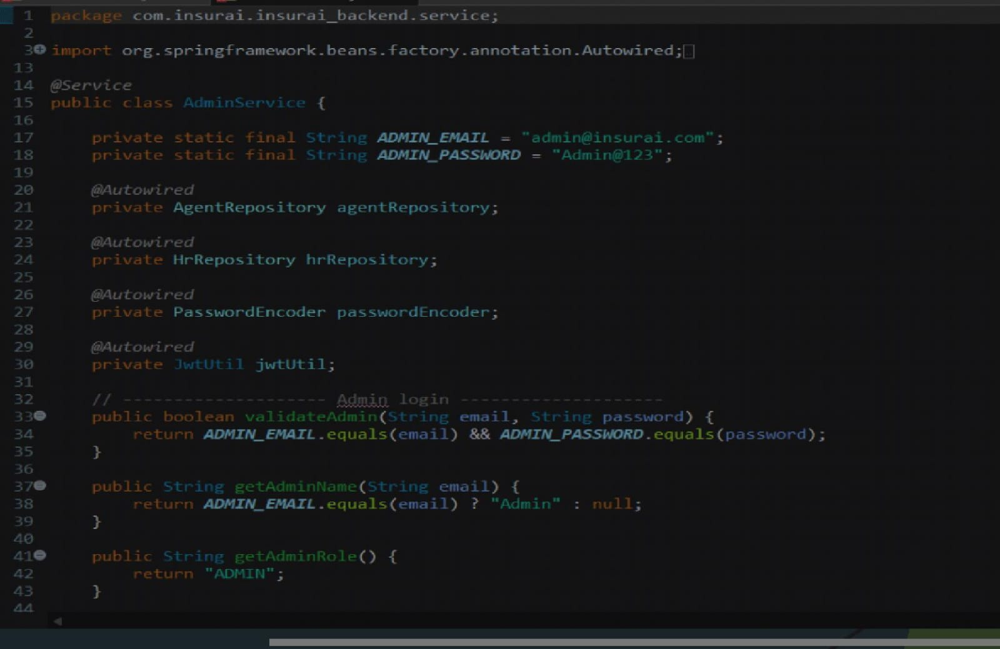 1 package com.insurai.insurai_backend.service;
2
3 import org.springframework.beans.factory.annotation.Autowired;
13
14 @Service
15 public class AdminService {
16
17 private static final String ADMIN_EMAIL = "admin@insurai.com";
18 private static final String ADMIN_PASSWORD = "Admin@123";
19
20 @Autowired
21 private AgentRepository agentRepository;
22
23 @Autowired
24 private HrRepository hrRepository;
25
26 @Autowired
27 private PasswordEncoder passwordEncoder;
28
29 @Autowired
30 private JwtUtil jwtUtil;
31
32 // -------------------- Admin login --------------------
33 public boolean validateAdmin(String email, String password) {
34 return ADMIN_EMAIL.equals(email) && ADMIN_PASSWORD.equals(password);
35 }
36
37 public String getAdminName(String email) {
38 return ADMIN_EMAIL.equals(email) ? "Admin" : null;
39 }
40
41 public String getAdminRole() {
42 return "ADMIN";
43 }
44